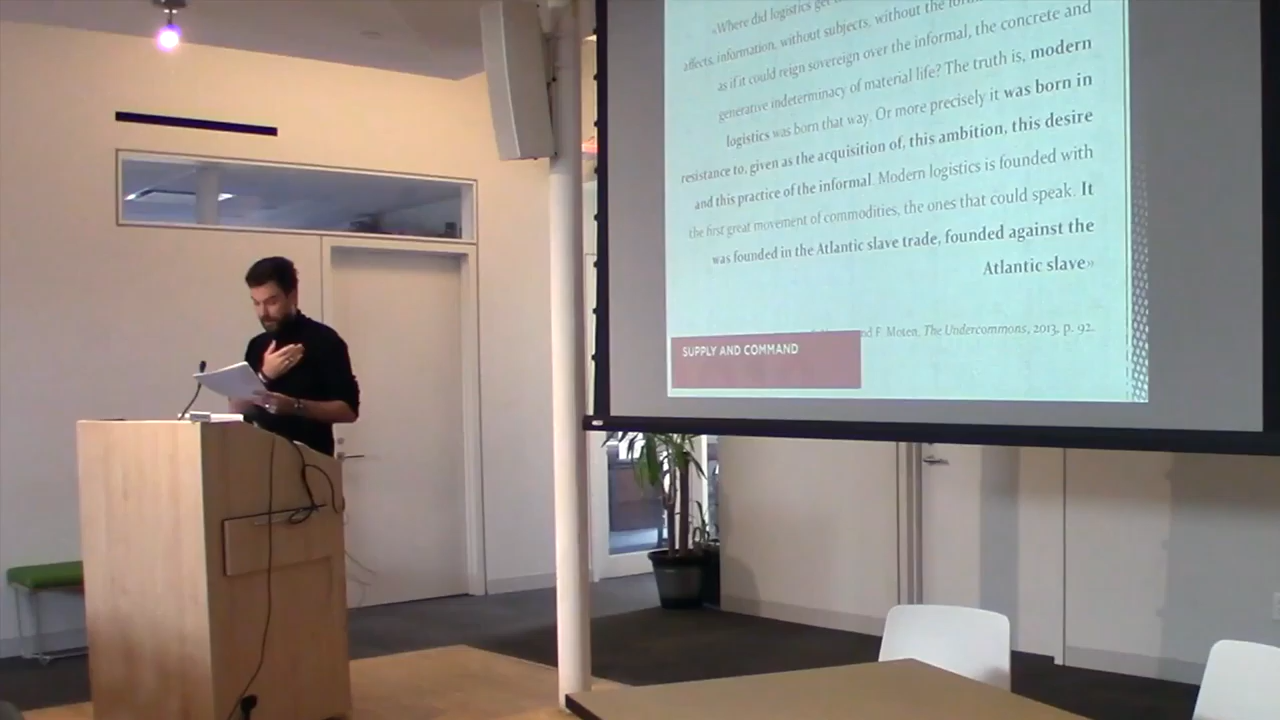 «Where did logistics get
affects, information, without subjects, without the
as if it could reign sovereign over the informal, the concrete and
generative indeterminacy of material life? The truth is, modern
logistics was born that way. Or more precisely it was born in
resistance to, given as the acquisition of, this ambition, this desire
and this practice of the informal. Modern logistics is founded with
the first great movement of commodities, the ones that could speak. It
was founded in the Atlantic slave trade, founded against the
Atlantic slave»
F. Moten, The Undercommons, 2013, p. 92.
SUPPLY AND COMMAND